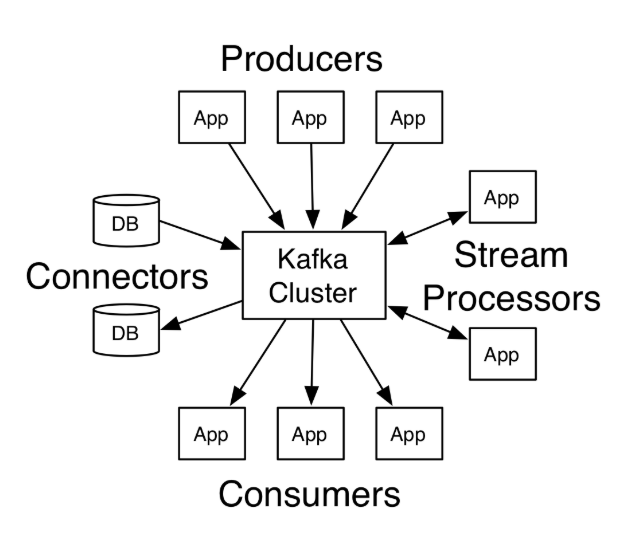 Producers
App
App
App
DB
App
Kafka
Cluster
Stream
Processors
Connectors
DB
App
App
App
App
Consumers